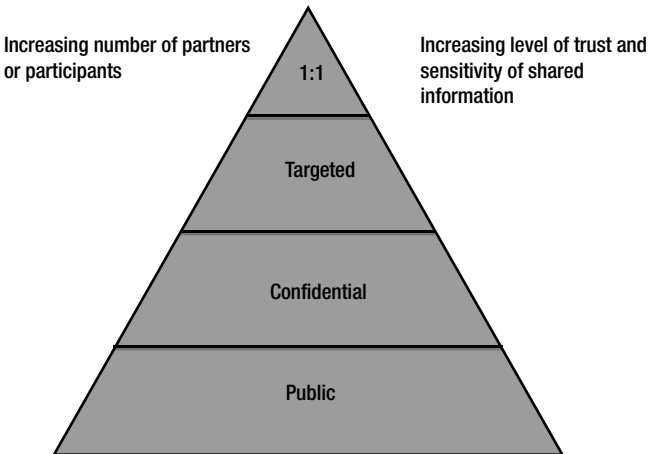 Increasing number of partners
or participants
Increasing level of trust and
sensitivity of shared
information
1:1
Targeted
Confidential
Public